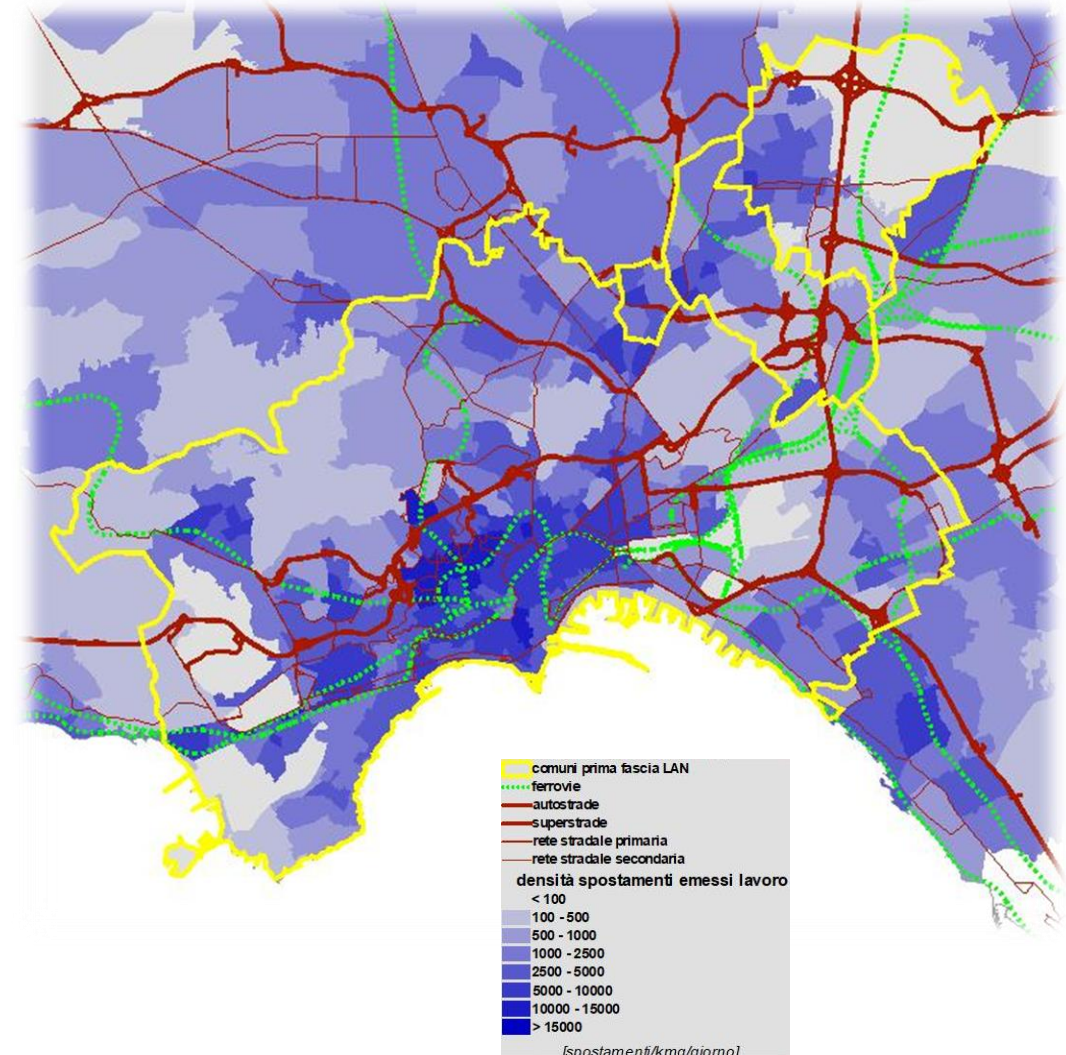 comuni prima fascia LAN
ferrovie
autostrade
superstrade
rete stradale primaria
rete stradale secondaria
densità spostamenti emessi lavoro
< 100
100 - 500
500 - 1000
1000 - 2500
2500 - 5000
5000 - 10000
10000 - 15000
> 15000
[spostamenti/kmq/giorno]